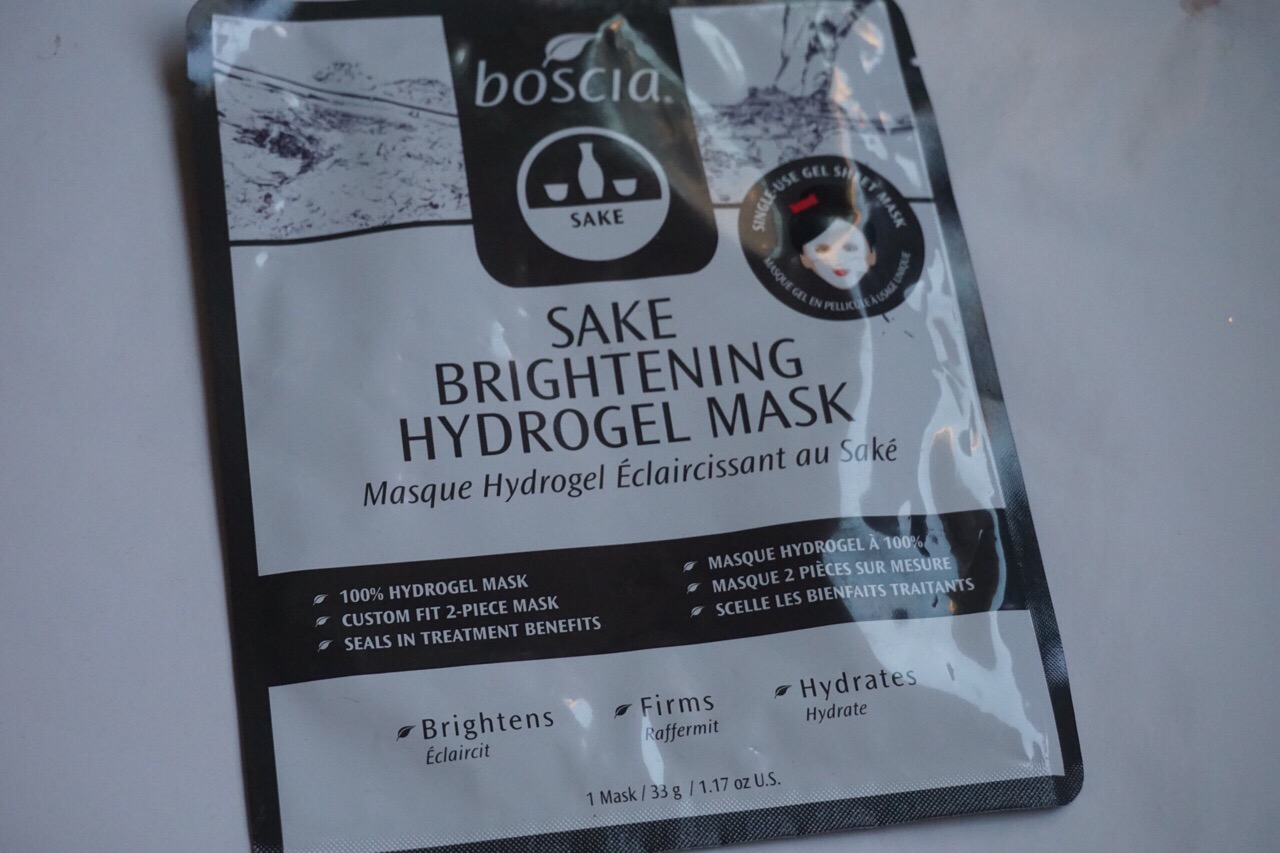 boscia
SAKE
SINGLE-USE GEL SHEET MASK
MASQUE GEL EN PELLICULE À USAGE UNIQUE
SAKE
BRIGHTENING
HYDROGEL MASK
Masque Hydrogel Éclaircissant au Saké
100% HYDROGEL MASK
CUSTOM FIT 2-PIECE MASK
SEALS IN TREATMENT BENEFITS
MASQUE HYDROGEL À 100%
MASQUE 2 PIÈCES SUR MESURE
SCELLE LES BIENFAITS TRAITANTS
Brightens
Éclaircit
Firms
Raffermit
Hydrates
Hydrate
1 Mask / 33 g / 1.17 oz U.S.